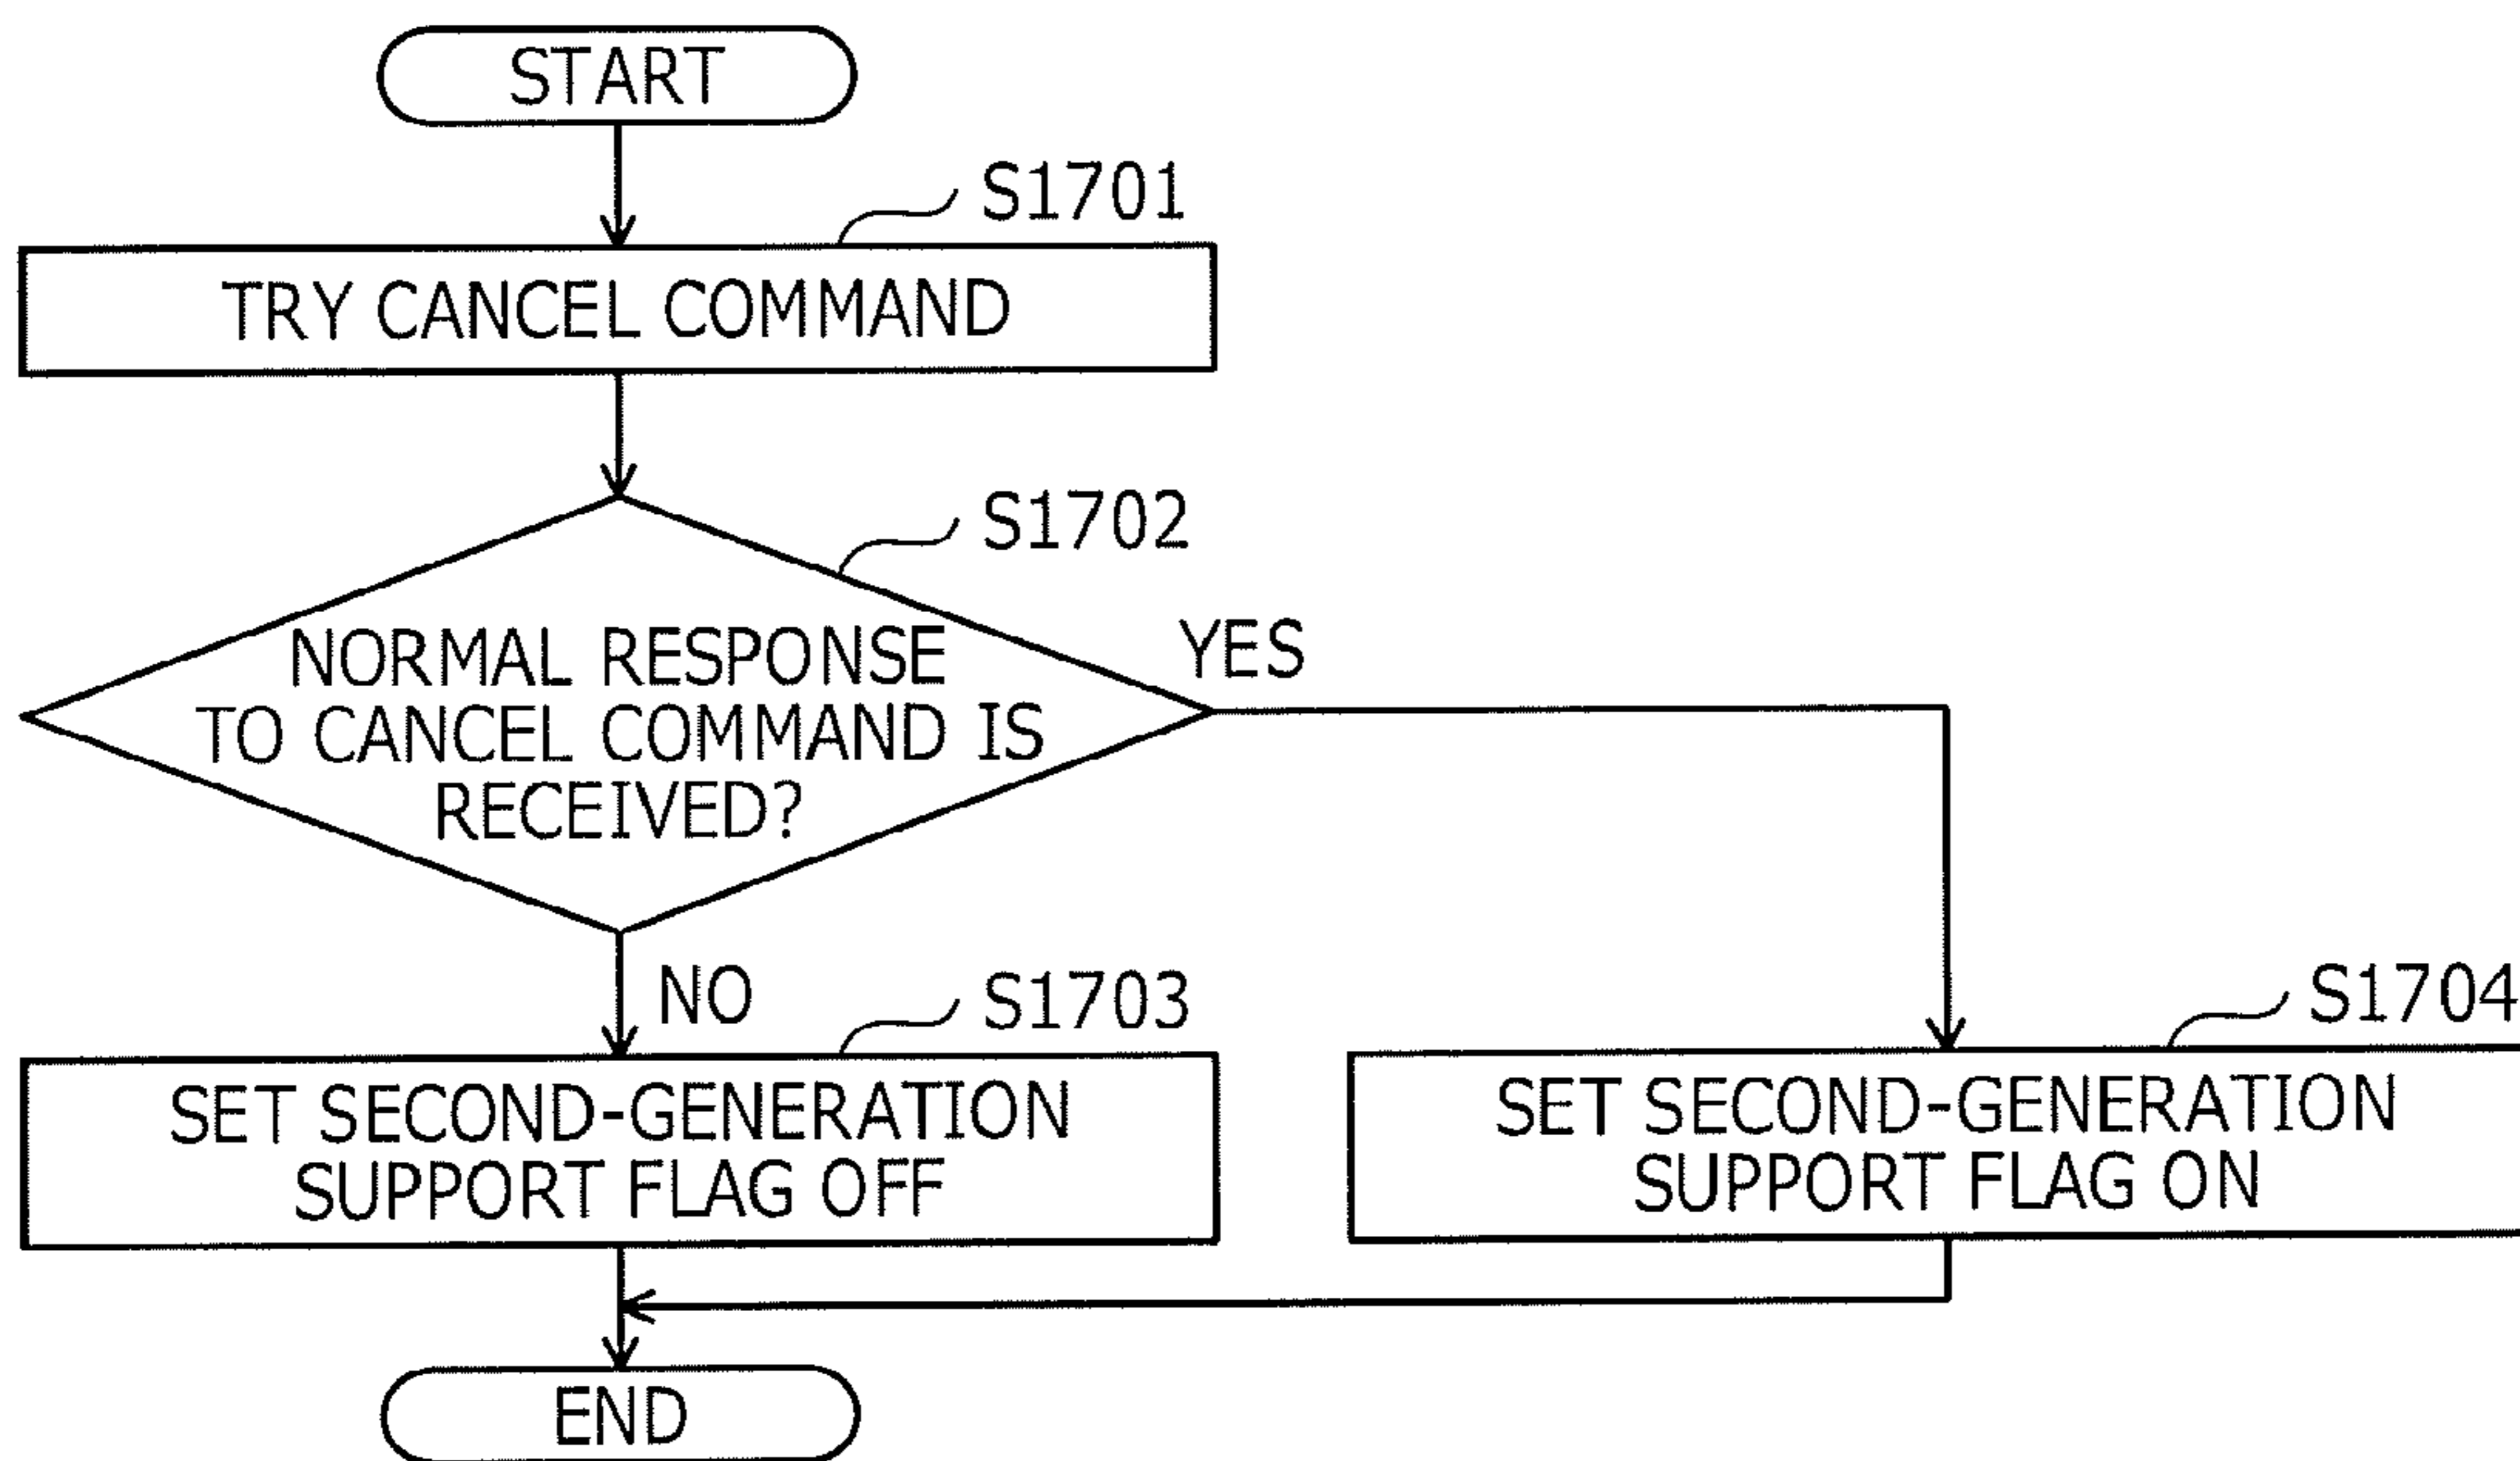 START
S1701
TRY CANCEL COMMAND
S1702
NORMAL RESPONSE
TO CANCEL COMMAND IS
RECEIVED?
YES
NO
S1703
SET SECOND-GENERATION
SUPPORT FLAG OFF
S1704
SET SECOND-GENERATION
SUPPORT FLAG ON
END